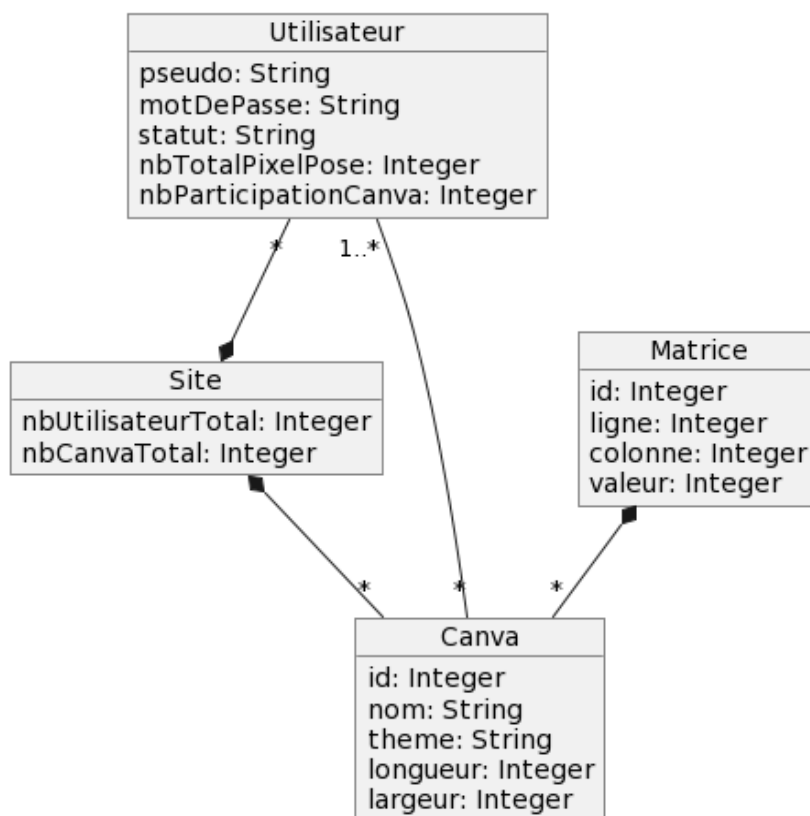 Utilisateur
pseudo: String
motDePasse: String
statut: String
nbTotalPixelPose: Integer
nbParticipationCanva: Integer
*
1..*
Site
nbUtilisateurTotal: Integer
nbCanvaTotal: Integer
Matrice
id: Integer
ligne: Integer
colonne: Integer
valeur: Integer
*
*
*
Canva
id: Integer
nom: String
theme: String
longueur: Integer
largeur: Integer